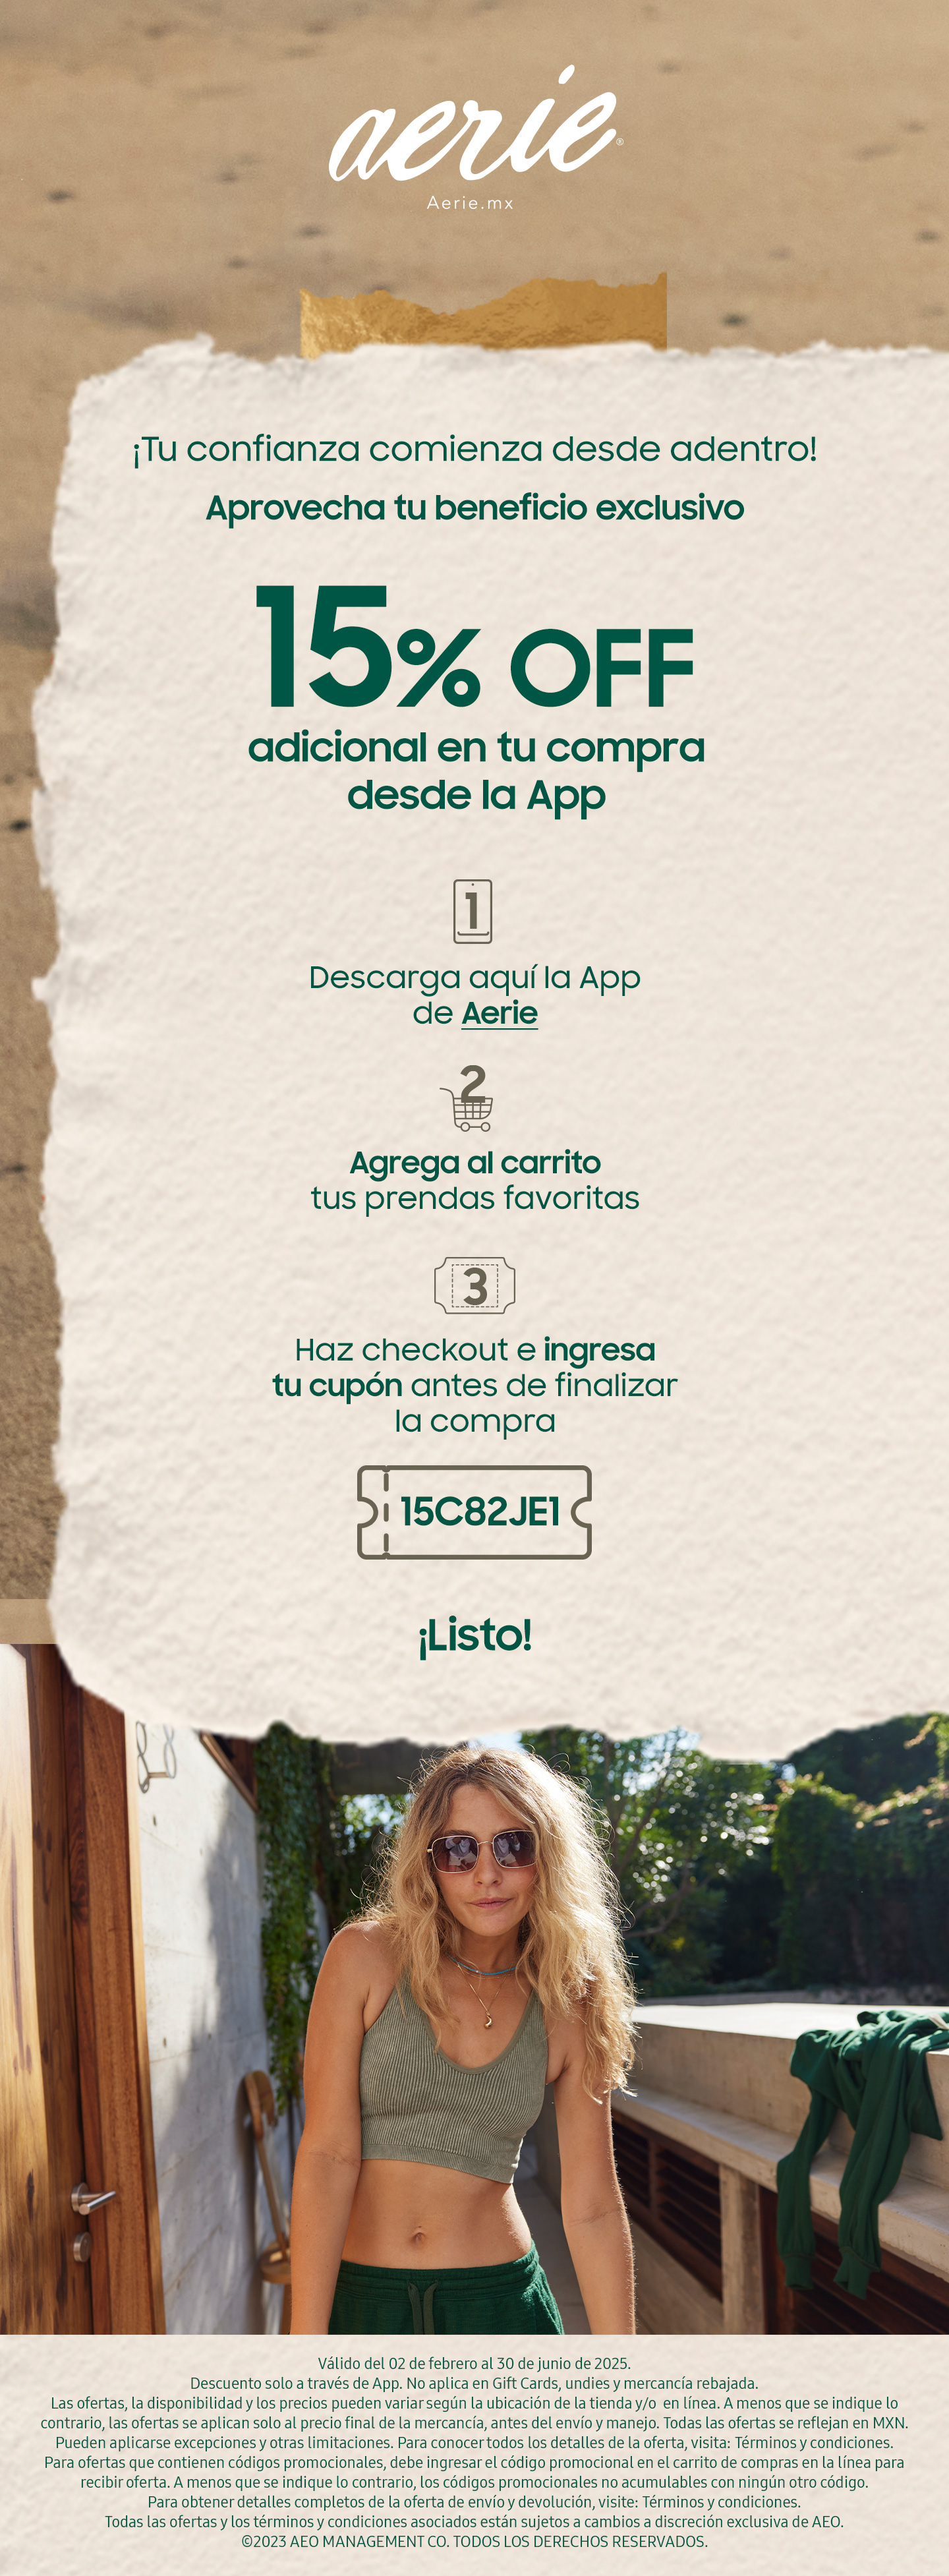 aerie®
Aerie.mx
¡Tu confianza comienza desde adentro!
Aprovecha tu beneficio exclusivo
15% OFF
adicional en tu compra
desde la App
1
Descarga aquí la App
de Aerie
2
Agrega al carrito
tus prendas favoritas
3
Haz checkout e ingresa
tu cupón antes de finalizar
la compra
15C82JE1
¡Listo!
Válido del 02 de febrero al 30 de junio de 2025.
Descuento solo a través de App. No aplica en Gift Cards, undies y mercancía rebajada.
Las ofertas, la disponibilidad y los precios pueden variar según la ubicación de la tienda y/o en línea. A menos que se indique lo
contrario, las ofertas se aplican solo al precio final de la mercancía, antes del envío y manejo. Todas las ofertas se reflejan en MXN.
Pueden aplicarse excepciones y otras limitaciones. Para conocer todos los detalles de la oferta, visita: Términos y condiciones.
Para ofertas que contienen códigos promocionales, debe ingresar el código promocional en el carrito de compras en la línea para
recibir oferta. A menos que se indique lo contrario, los códigos promocionales no acumulables con ningún otro código.
Para obtener detalles completos de la oferta de envío y devolución, visite: Términos y condiciones.
Todas las ofertas y los términos y condiciones asociados están sujetos a cambios a discreción exclusiva de AEO.
©2023 AEO MANAGEMENT CO. TODOS LOS DERECHOS RESERVADOS.